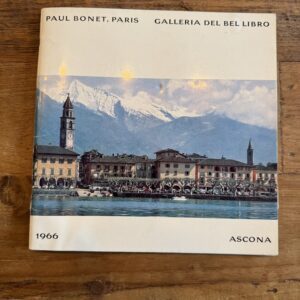 PAUL BONET, PARIS GALLERIA DEL BEL LIBRO
1966 ASCONA